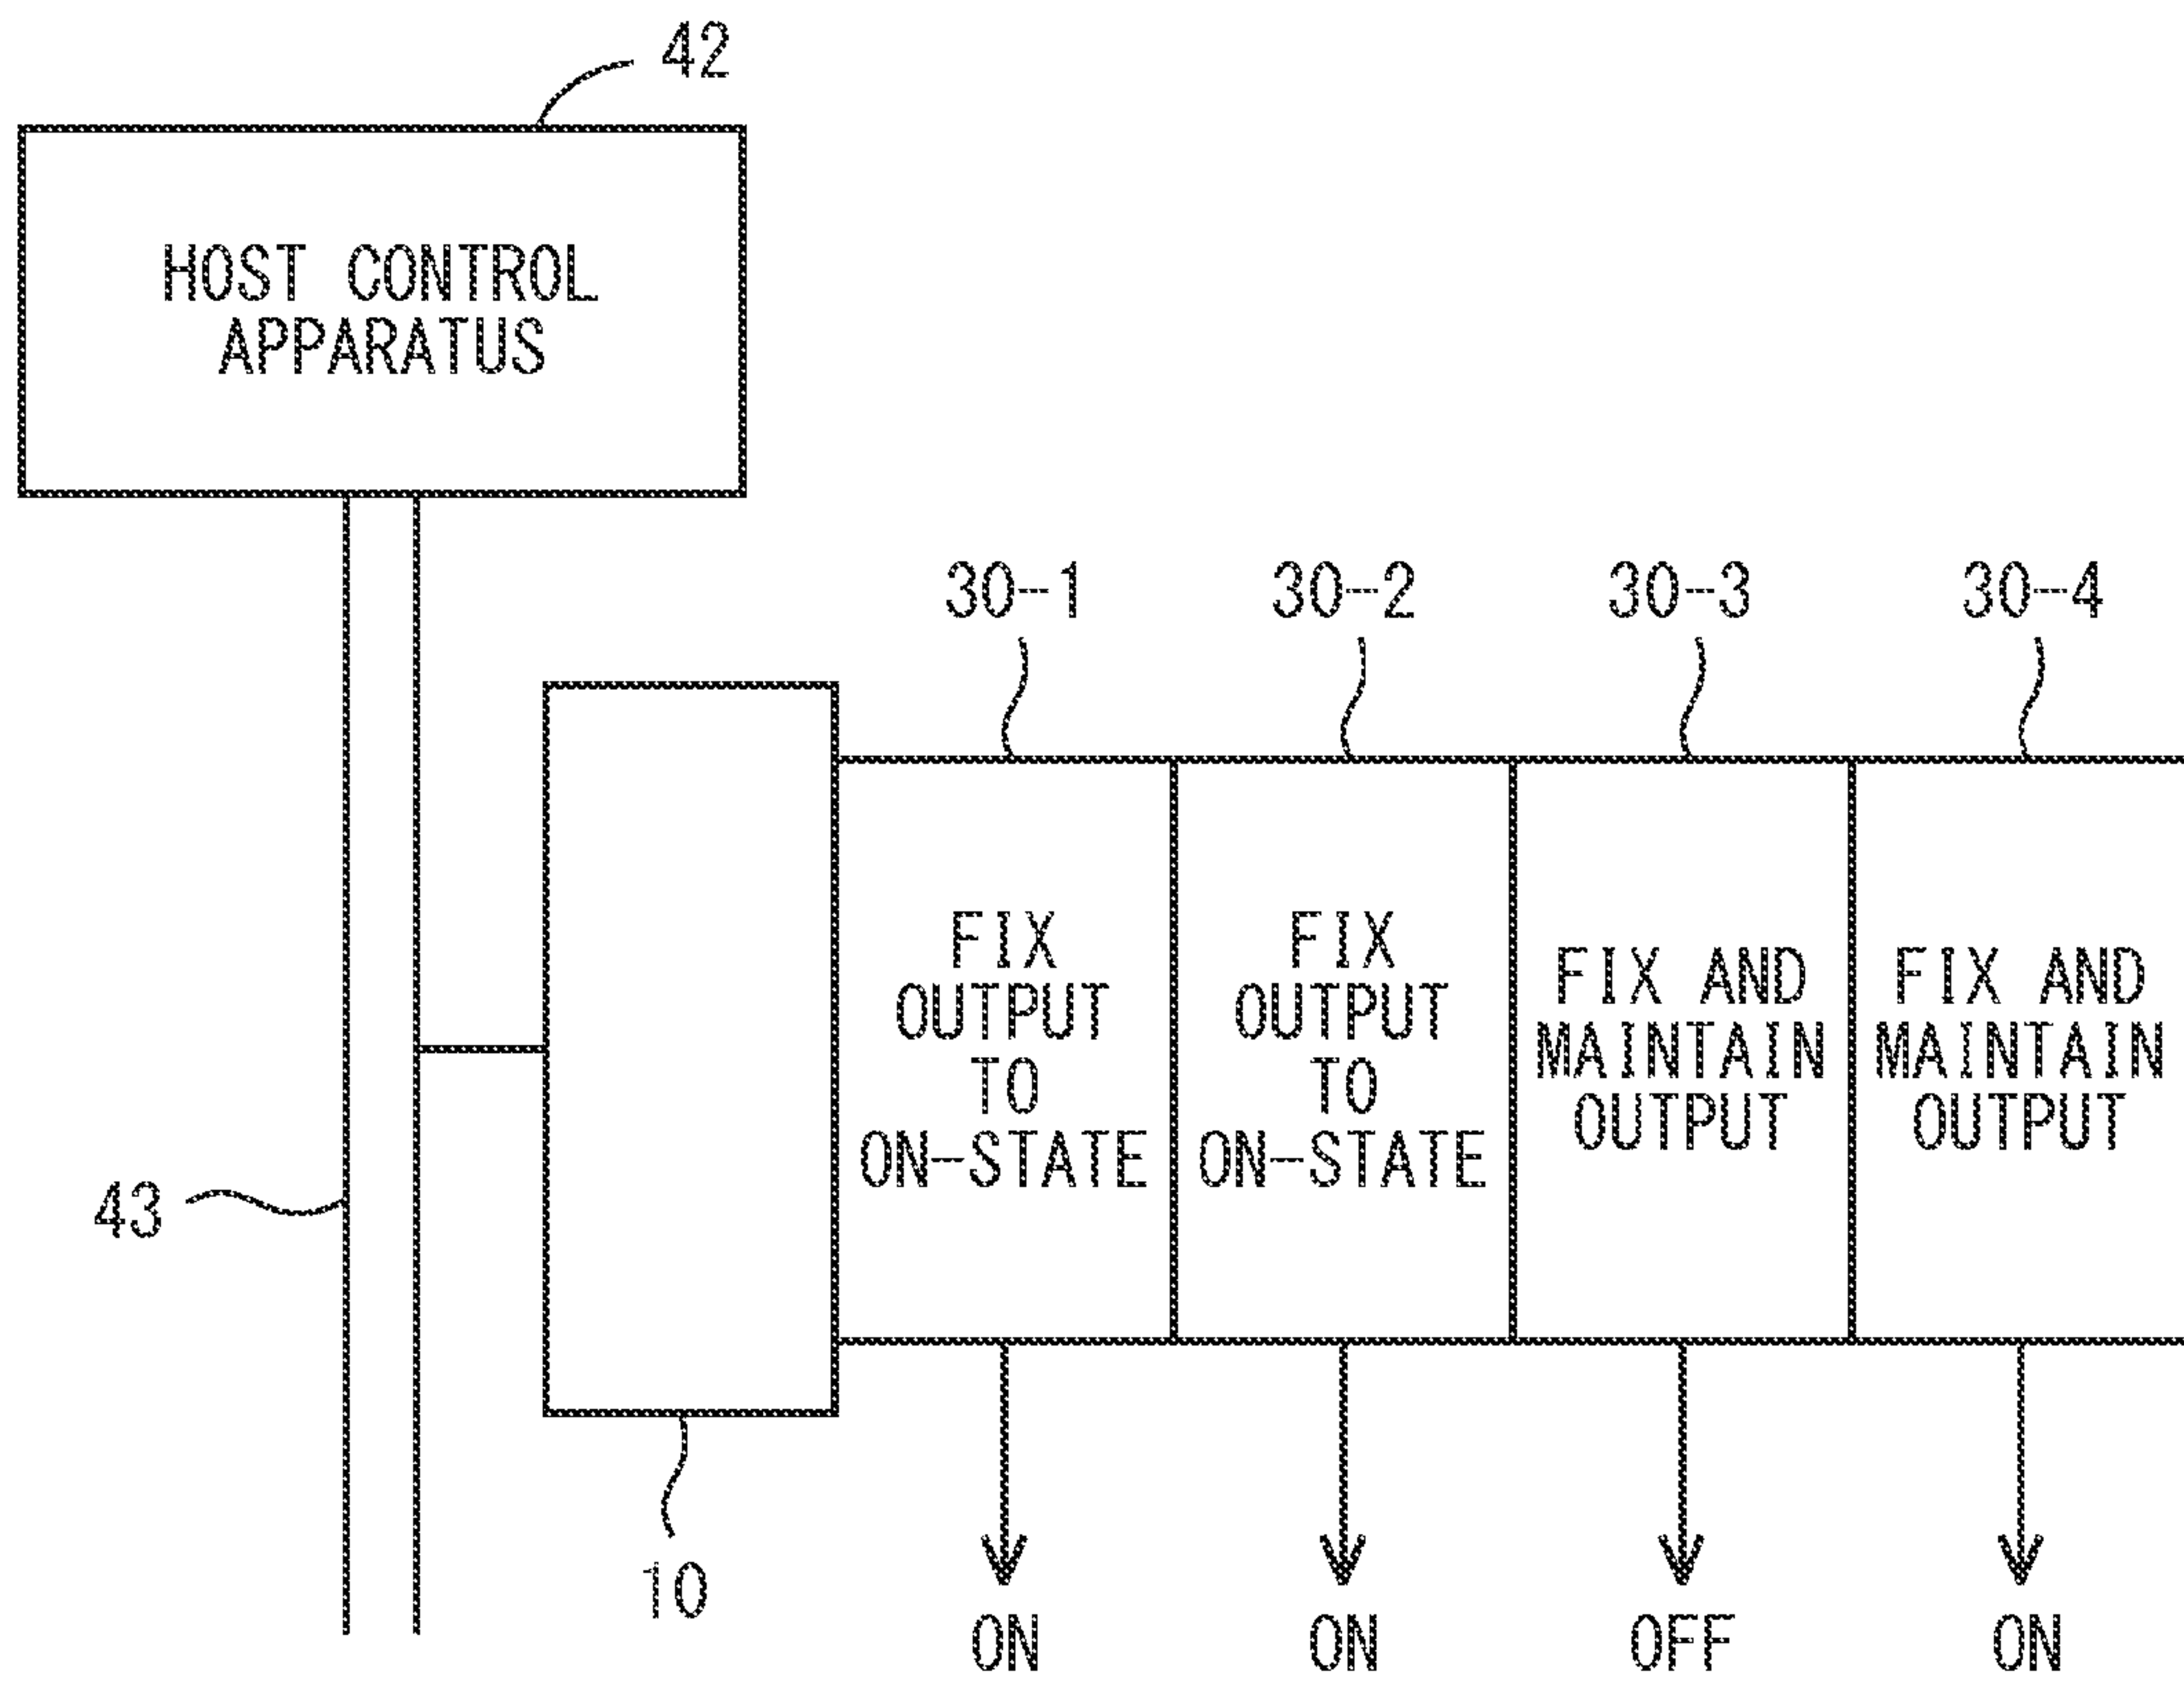 42
HOST CONTROL
APPARATUS
30-1
30-2
30-3
30-4
FIX
OUTPUT
TO
ON-STATE
FIX
OUTPUT
TO
ON-STATE
FIX AND
MAINTAIN
OUTPUT
FIX AND
MAINTAIN
OUTPUT
43
10
ON
ON
OFF
ON